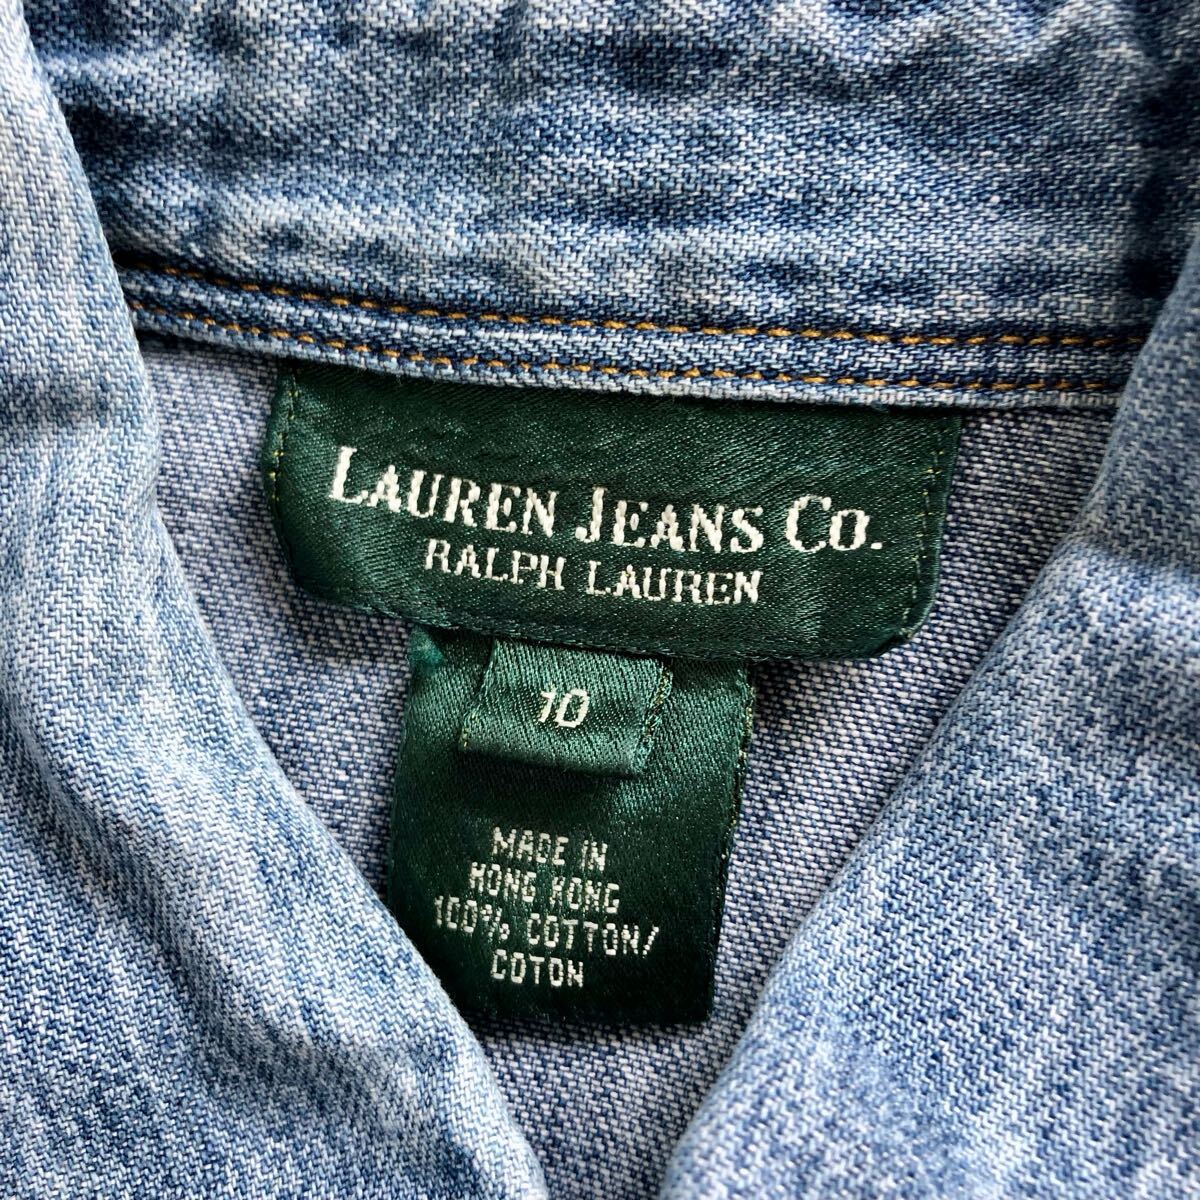 LAUREN JEANS CO.
RALPH LAUREN
10
MADE IN
HONG KONG
100% COTTON/
COTON